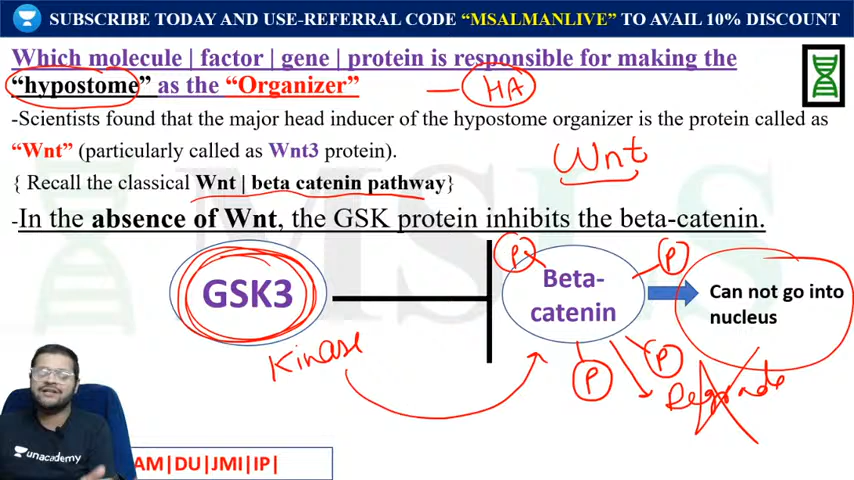 SUBSCRIBE TODAY AND USE-REFERRAL CODE “MSALMANLIVE” TO AVAIL 10% DISCOUNT
Which molecule | factor | gene | protein is responsible for making the
“hypostome” as the “Organizer”
HA
-Scientists found that the major head inducer of the hypostome organizer is the protein called as
“Wnt” (particularly called as Wnt3 protein).
Wnt
{ Recall the classical Wnt | beta catenin pathway}
-In the absence of Wnt, the GSK protein inhibits the beta-catenin.
GSK3
Beta-
catenin
P
P
P
P
Can not go into
nucleus
Kinase
Degrade
unacademy
AM|DU|JMI|IP|